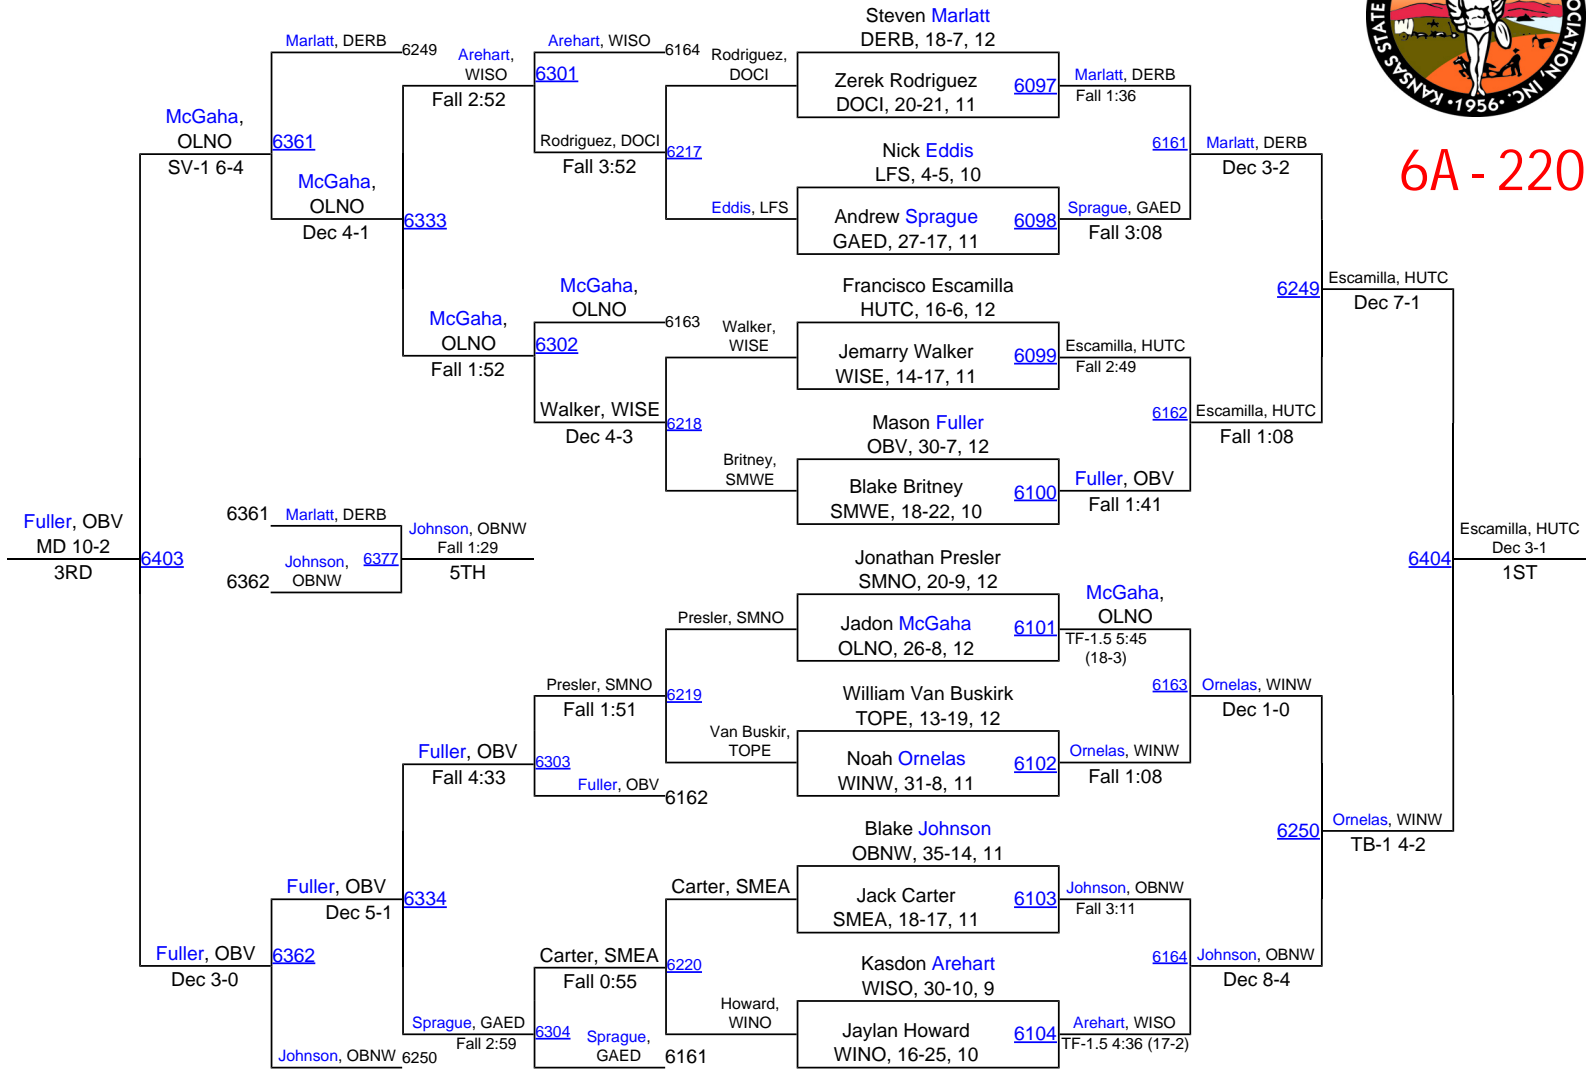 KANSAS STATE
OCIATION, INC.
•1956•
6A - 220
Steven Marlatt
DERB, 18-7, 12
Zerek Rodriguez
DOCI, 20-21, 11
6097
Marlatt, DERB
Fall 1:36
Nick Eddis
LFS, 4-5, 10
Andrew Sprague
GAED, 27-17, 11
6098
Sprague, GAED
Fall 3:08
6161
Marlatt, DERB
Dec 3-2
Francisco Escamilla
HUTC, 16-6, 12
Jemarry Walker
WISE, 14-17, 11
6099
Escamilla, HUTC
Fall 2:49
Mason Fuller
OBV, 30-7, 12
Blake Britney
SMWE, 18-22, 10
6100
Fuller, OBV
Fall 1:41
6162
Escamilla, HUTC
Fall 1:08
6249
Escamilla, HUTC
Dec 7-1
Jonathan Presler
SMNO, 20-9, 12
Jadon McGaha
OLNO, 26-8, 12
6101
McGaha,
OLNO
TF-1.5 5:45
(18-3)
William Van Buskirk
TOPE, 13-19, 12
Noah Ornelas
WINW, 31-8, 11
6102
Ornelas, WINW
Fall 1:08
6163
Ornelas, WINW
Dec 1-0
Blake Johnson
OBNW, 35-14, 11
Jack Carter
SMEA, 18-17, 11
6103
Johnson, OBNW
Fall 3:11
Kasdon Arehart
WISO, 30-10, 9
Jaylan Howard
WINO, 16-25, 10
6104
Arehart, WISO
TF-1.5 4:36 (17-2)
6164
Johnson, OBNW
Dec 8-4
6250
Ornelas, WINW
TB-1 4-2
6404
Escamilla, HUTC
Dec 3-1
1ST
Rodriguez,
DOCI
Eddis, LFS
6217
Rodriguez, DOCI
Fall 3:52
Arehart, WISO
6164
6301
Arehart,
WISO
Fall 2:52
Walker,
WISE
Britney,
SMWE
6218
Walker, WISE
Dec 4-3
McGaha,
OLNO
6163
6302
McGaha,
OLNO
Fall 1:52
6333
McGaha,
OLNO
Dec 4-1
Marlatt, DERB
6249
6361
McGaha,
OLNO
SV-1 6-4
6361
Marlatt, DERB
6362
Johnson,
OBNW
6377
Johnson, OBNW
Fall 1:29
5TH
Fuller, OBV
MD 10-2
3RD
6403
Presler, SMNO
Van Buskir,
TOPE
6219
Presler, SMNO
Fall 1:51
Fuller, OBV
6162
6303
Fuller, OBV
Fall 4:33
Carter, SMEA
Howard,
WINO
6220
Carter, SMEA
Fall 0:55
Sprague,
GAED
6161
6304
Sprague, GAED
Fall 2:59
6334
Fuller, OBV
Dec 5-1
Johnson, OBNW
6250
6362
Fuller, OBV
Dec 3-0